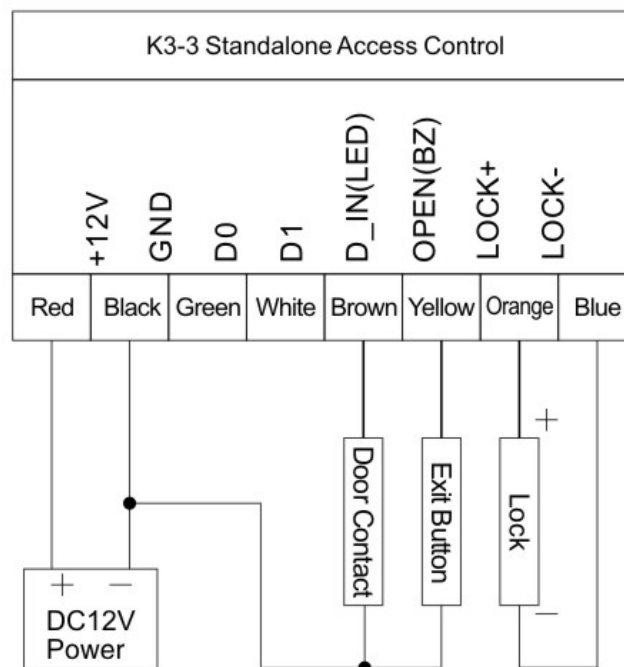 K3-3 Standalone Access Control
+12V
GND
D0
D1
D_IN(LED)
OPEN(BZ)
LOCK+
LOCK-
Red
Black
Green
White
Brown
Yellow
Orange
Blue
Door Contact
Exit Button
+
Lock
−
+ −
DC12V
Power